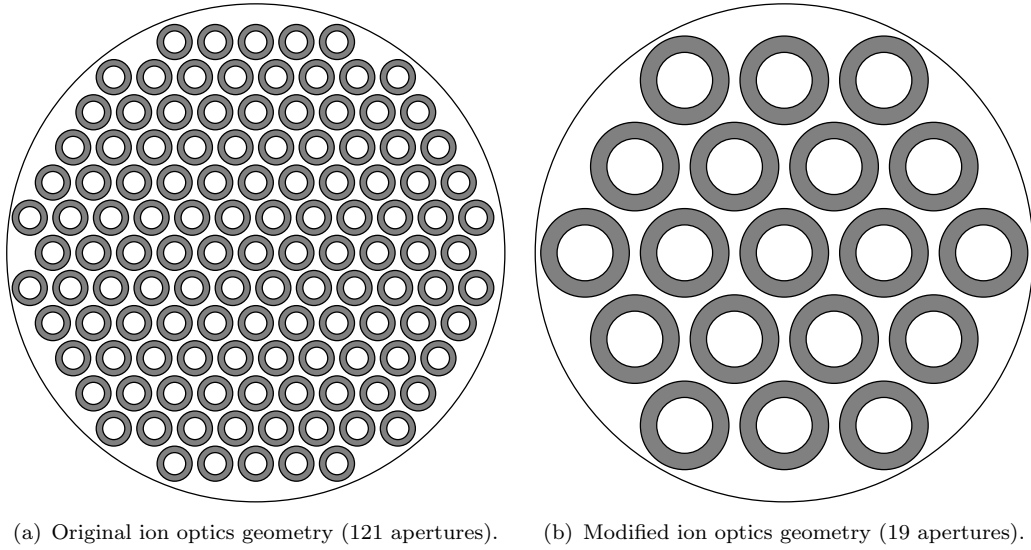 (a) Original ion optics geometry (121 apertures).
(b) Modified ion optics geometry (19 apertures).